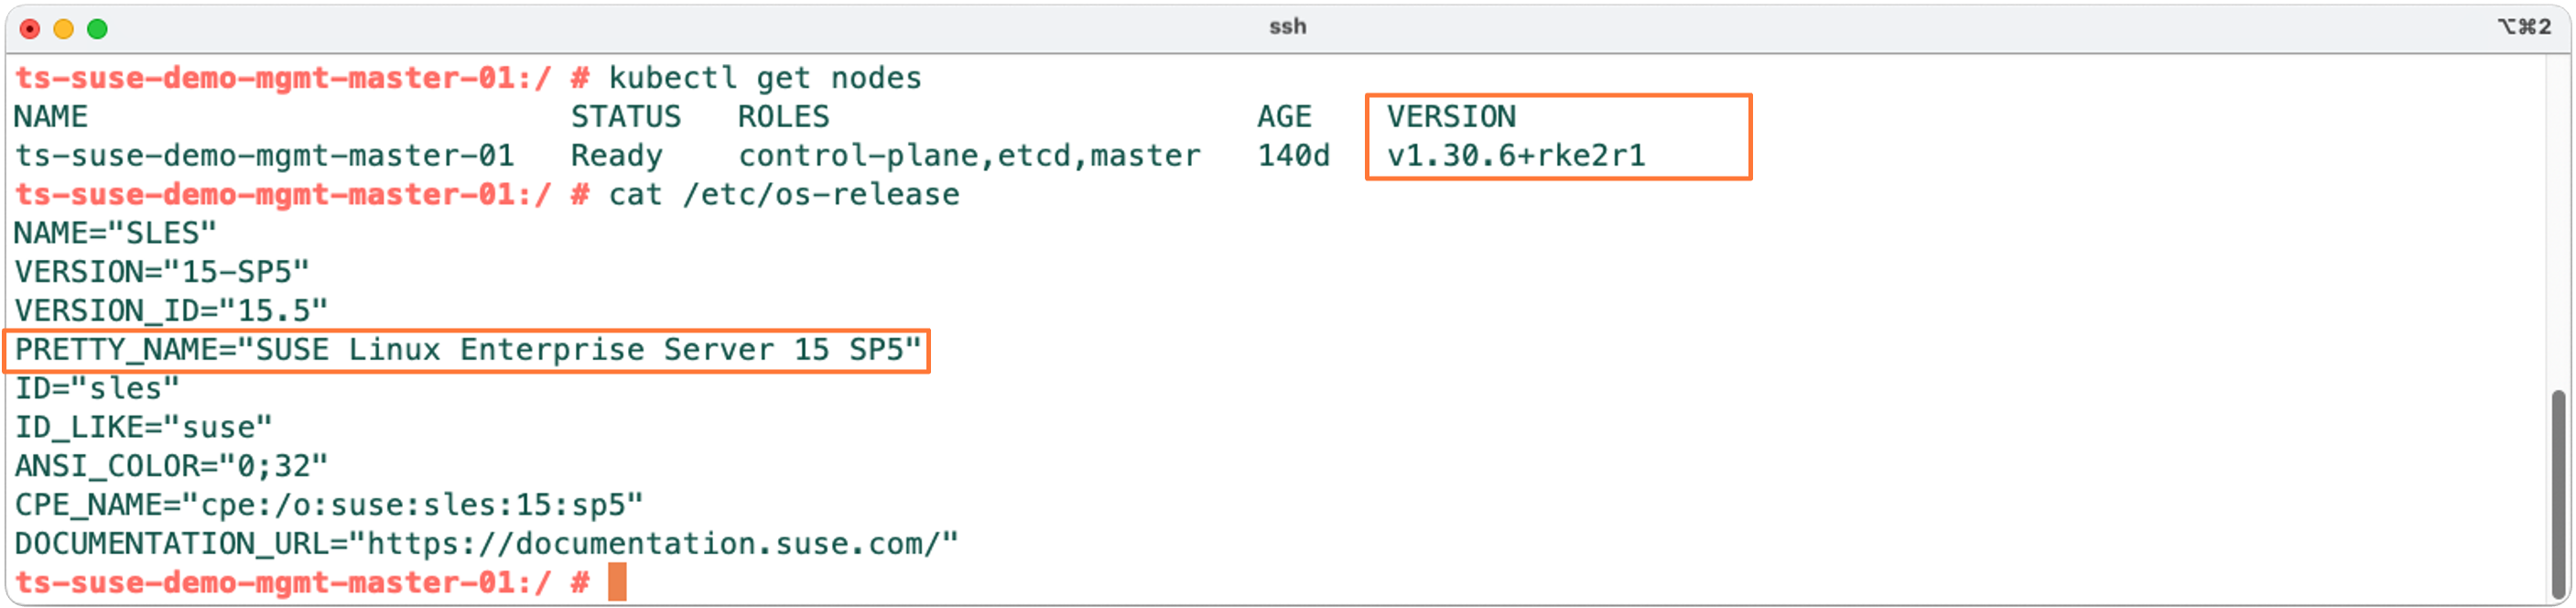 ssh ⌥⌘2
ts-suse-demo-mgmt-master-01:/ # kubectl get nodes
NAME STATUS ROLES AGE VERSION
ts-suse-demo-mgmt-master-01 Ready control-plane,etcd,master 140d v1.30.6+rke2r1
ts-suse-demo-mgmt-master-01:/ # cat /etc/os-release
NAME="SLES"
VERSION="15-SP5"
VERSION_ID="15.5"
PRETTY_NAME="SUSE Linux Enterprise Server 15 SP5"
ID="sles"
ID_LIKE="suse"
ANSI_COLOR="0;32"
CPE_NAME="cpe:/o:suse:sles:15:sp5"
DOCUMENTATION_URL="https://documentation.suse.com/"
ts-suse-demo-mgmt-master-01:/ #